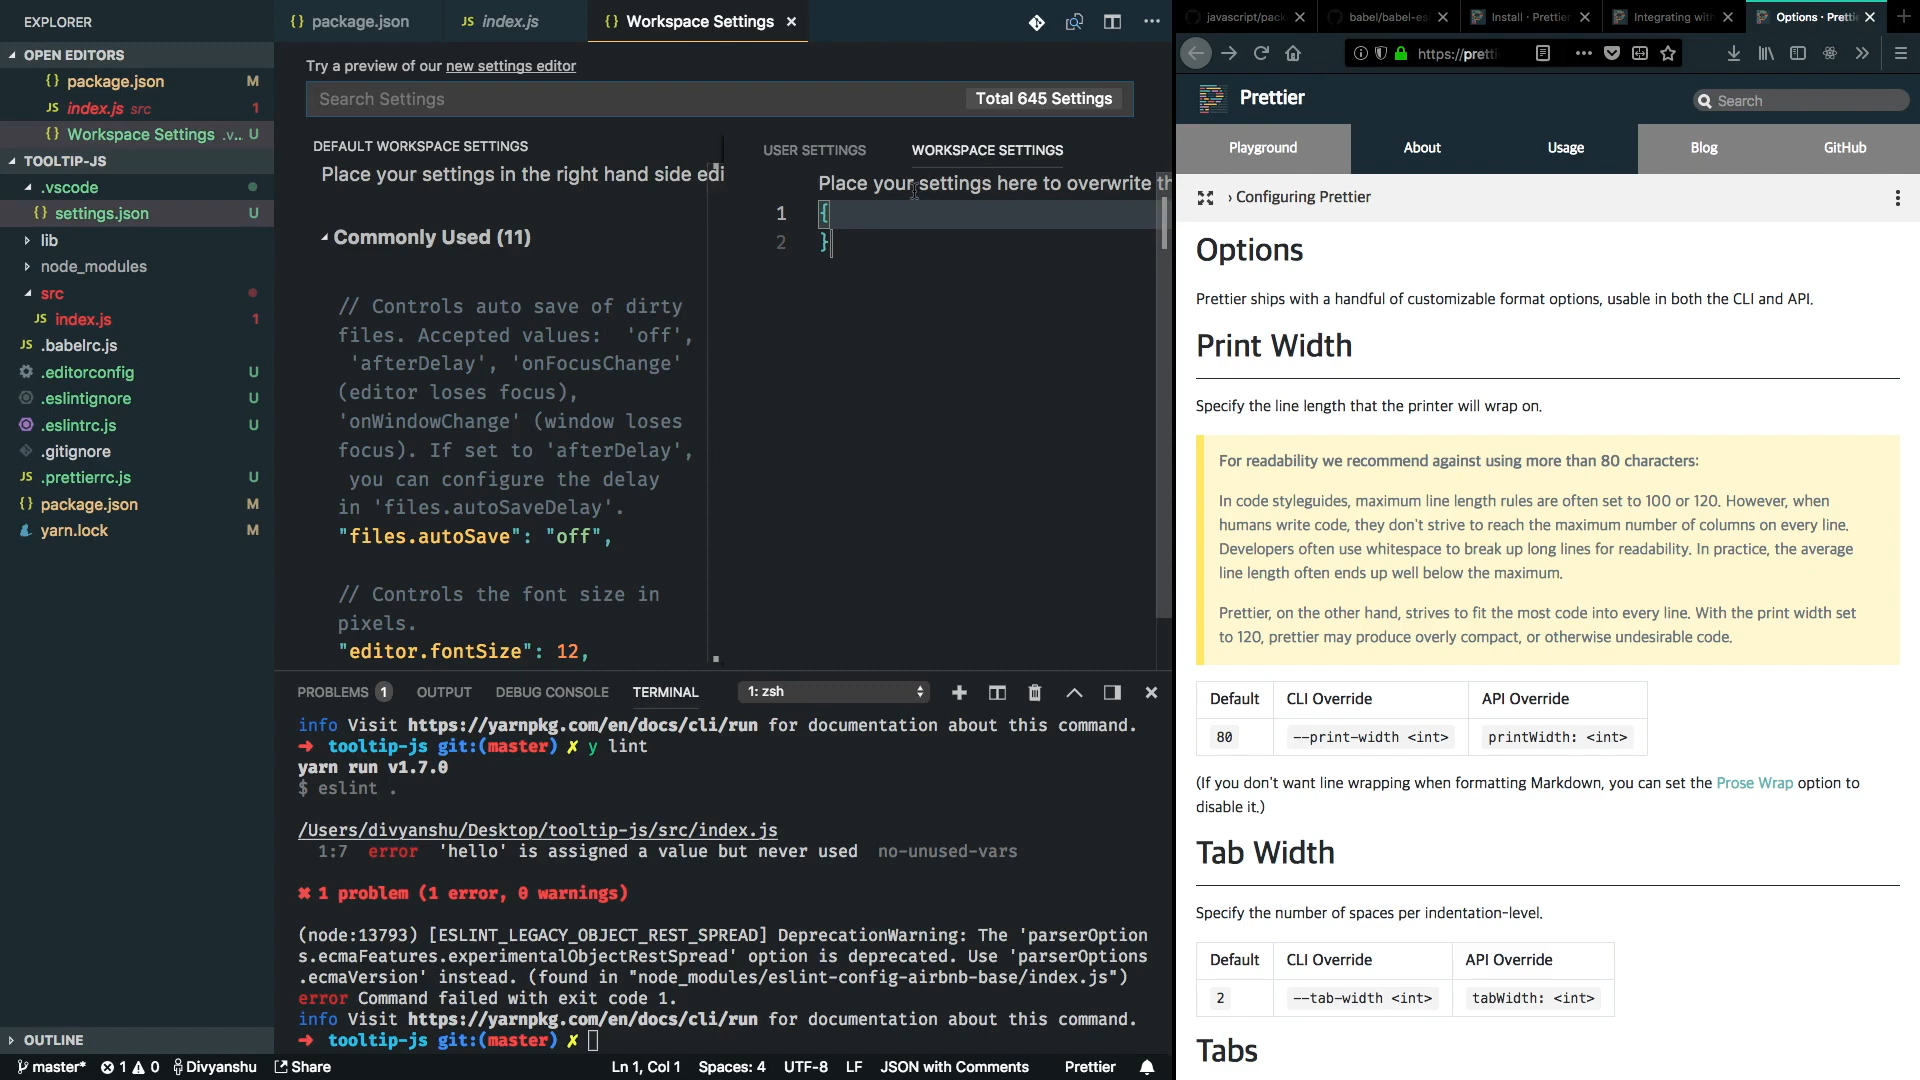 EXPLORER
OPEN EDITORS
{} package.json M
JS index.js src 1
{} Workspace Settings .v... U
TOOLTIP-JS
.vscode
{} settings.json U
lib
node_modules
src
JS index.js 1
JS .babelrc.js
.editorconfig U
.eslintignore U
.eslintrc.js U
.gitignore
JS .prettierrc.js U
{} package.json M
yarn.lock M
OUTLINE
{} package.json
JS index.js
{} Workspace Settings ×
Try a preview of our new settings editor
Search Settings
Total 645 Settings
DEFAULT WORKSPACE SETTINGS
Place your settings in the right hand side edi
Commonly Used (11)
// Controls auto save of dirty
files. Accepted values:  'off',
'afterDelay', 'onFocusChange'
(editor loses focus),
'onWindowChange' (window loses
focus). If set to 'afterDelay',
you can configure the delay
in 'files.autoSaveDelay'.
"files.autoSave": "off",
// Controls the font size in
pixels.
"editor.fontSize": 12,
USER SETTINGS
WORKSPACE SETTINGS
Place your settings here to overwrite th
1 {
2 }
PROBLEMS 1
OUTPUT
DEBUG CONSOLE
TERMINAL
1: zsh
info Visit https://yarnpkg.com/en/docs/cli/run for documentation about this command.
➜ tooltip-js git:(master) ✗ y lint
yarn run v1.7.0
$ eslint .
/Users/divyanshu/Desktop/tooltip-js/src/index.js
1:7  error  'hello' is assigned a value but never used  no-unused-vars
✖ 1 problem (1 error, 0 warnings)
(node:13793) [ESLINT_LEGACY_OBJECT_REST_SPREAD] DeprecationWarning: The 'parserOption
s.ecmaFeatures.experimentalObjectRestSpread' option is deprecated. Use 'parserOptions
.ecmaVersion' instead. (found in "node_modules/eslint-config-airbnb-base/index.js")
error Command failed with exit code 1.
info Visit https://yarnpkg.com/en/docs/cli/run for documentation about this command.
➜ tooltip-js git:(master) ✗
master* 1 0 Divyanshu Share
Ln 1, Col 1 Spaces: 4 UTF-8 LF JSON with Comments Prettier
javascript/pack
babel/babel-es
Install · Prettier
Integrating with
Options · Pretti
https://pretti
Prettier
Search
Playground
About
Usage
Blog
GitHub
› Configuring Prettier
Options
Prettier ships with a handful of customizable format options, usable in both the CLI and API.
Print Width
Specify the line length that the printer will wrap on.
For readability we recommend against using more than 80 characters:
In code styleguides, maximum line length rules are often set to 100 or 120. However, when
humans write code, they don't strive to reach the maximum number of columns on every line.
Developers often use whitespace to break up long lines for readability. In practice, the average
line length often ends up well below the maximum.
Prettier, on the other hand, strives to fit the most code into every line. With the print width set
to 120, prettier may produce overly compact, or otherwise undesirable code.
Default CLI Override API Override
80 --print-width <int> printWidth: <int>
(If you don't want line wrapping when formatting Markdown, you can set the Prose Wrap option to
disable it.)
Tab Width
Specify the number of spaces per indentation-level.
Default CLI Override API Override
2 --tab-width <int> tabWidth: <int>
Tabs